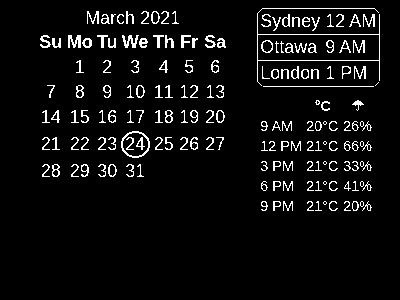 March 2021
Su Mo Tu We Th Fr Sa
1 2 3 4 5 6
7 8 9 10 11 12 13
14 15 16 17 18 19 20
21 22 23 24 25 26 27
28 29 30 31
Sydney 12 AM
Ottawa 9 AM
London 1 PM
°C
9 AM 20°C 26%
12 PM 21°C 66%
3 PM 21°C 33%
6 PM 21°C 41%
9 PM 21°C 20%